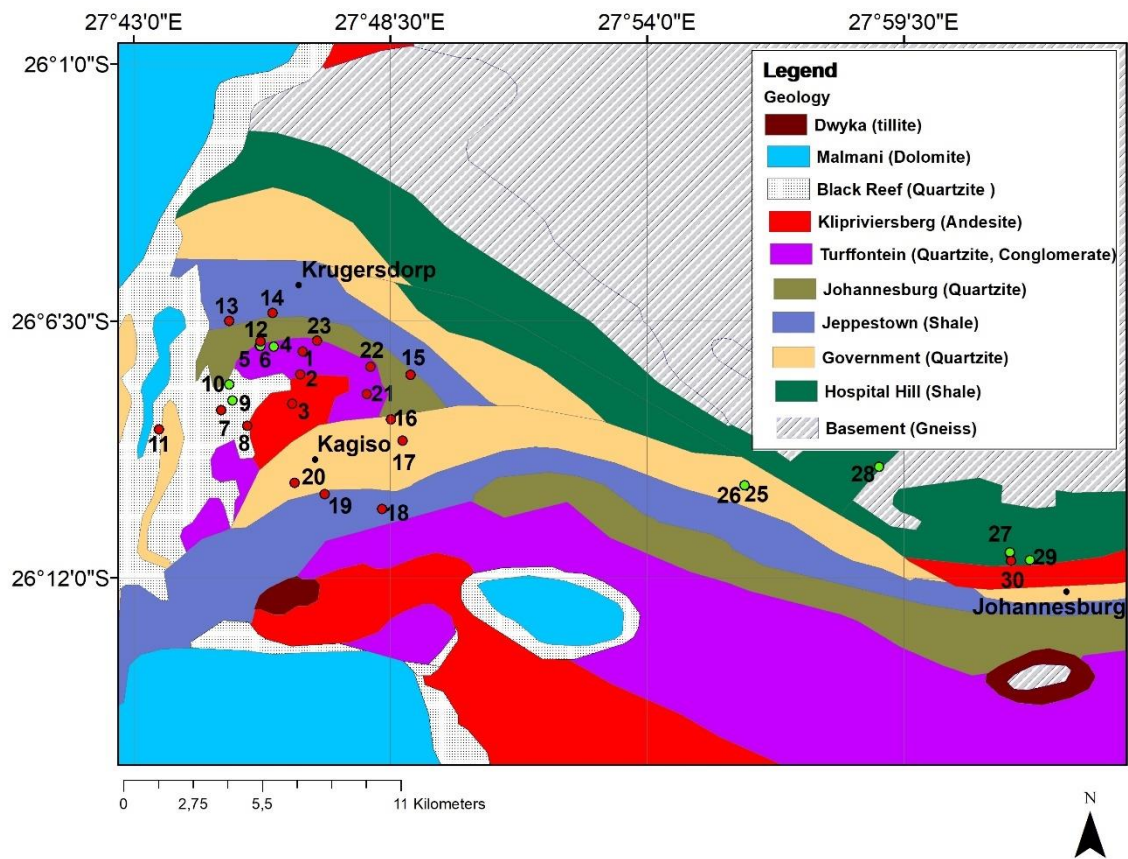 27°43'0"E 27°48'30"E 27°54'0"E 27°59'30"E
26°1'0"S
26°6'30"S
26°12'0"S
Legend
Geology
Dwyka (tillite)
Malmani (Dolomite)
Black Reef (Quartzite )
Klipriviersberg (Andesite)
Turffontein (Quartzite, Conglomerate)
Johannesburg (Quartzite)
Jeppestown (Shale)
Government (Quartzite)
Hospital Hill (Shale)
Basement (Gneiss)
Krugersdorp
13 14
12 23
5 6 4 1
22 15
10 2
9 21
7 3 16
11 8
Kagiso 17
20
19 18
28
26 25
27
29
30
Johannesburg
0 2,75 5,5 11 Kilometers
N